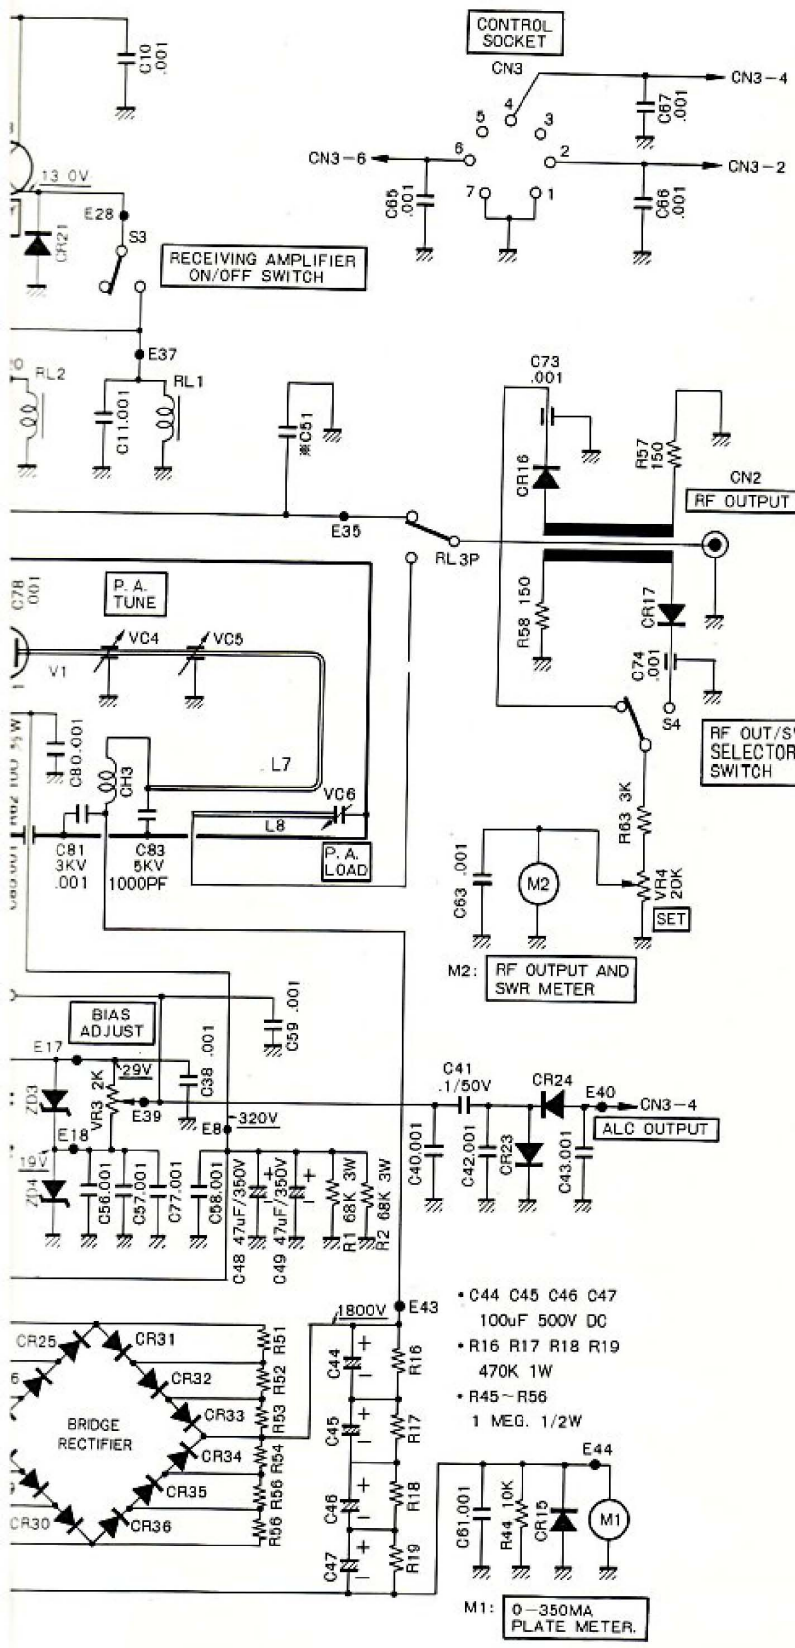 CONTROL
SOCKET
C10
.001
CN3
CN3-4
C67
.001
5
4
3
6
2
7
1
CN3-6
CN3-2
C65
.001
C66
.001
13.0V
E28
S3
CR21
RECEIVING AMPLIFIER
ON/OFF SWITCH
E37
RL2
RL1
C11.001
※C51
C73
.001
CR16
R57
150
CN2
RF OUTPUT
E35
RL3P
C78
001
P.A.
TUNE
R58 150
CR17
VC4
VC5
V1
C74
.001
S4
RF OUT/S
SELECTOR
SWITCH
C80.001
CH3
L7
VC6
L8
R63 3K
C81
3KV
.001
C83
5KV
1000PF
P.A.
LOAD
C63 .001
M2
VR4
20K
SET
M2:
RF OUTPUT AND
SWR METER
BIAS
ADJUST
C59 .001
E17
29V
C38 .001
C41
.1/50V
CR24
E40
CN3-4
ALC OUTPUT
ZD3
VR3 2K
E39
320V
E8
E18
19V
ZD4
C56.001
C57.001
C77.001
C58.001
C48 47uF/350V
C49 47uF/350V
R1 68K 3W
R2 68K 3W
C40.001
C42.001
CR23
C43.001
1800V
E43
• C44 C45 C46 C47
100uF 500V DC
• R16 R17 R18 R19
470K 1W
• R45~R56
1 MEG. 1/2W
CR25
CR31
R51
CR32
R52
C44
R16
CR33
R53
BRIDGE
RECTIFIER
C45
R17
CR34
R54
CR35
R56
C46
R18
CR30
CR36
R56
C47
R19
E44
C61.001
R44 10K
CR15
M1
M1:
0-350MA
PLATE METER.